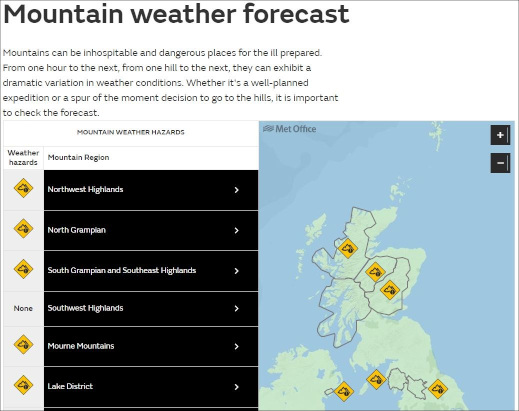 Mountain weather forecast
Mountains can be inhospitable and dangerous places for the ill prepared.
From one hour to the next, from one hill to the next, they can exhibit a
dramatic variation in weather conditions. Whether it's a well-planned
expedition or a spur of the moment decision to go to the hills, it is important
to check the forecast.
MOUNTAIN WEATHER HAZARDS
Weather
hazards
Mountain Region
Northwest Highlands
North Grampian
South Grampian and Southeast Highlands
None
Southwest Highlands
Mourne Mountains
Lake District
Met Office
+
−